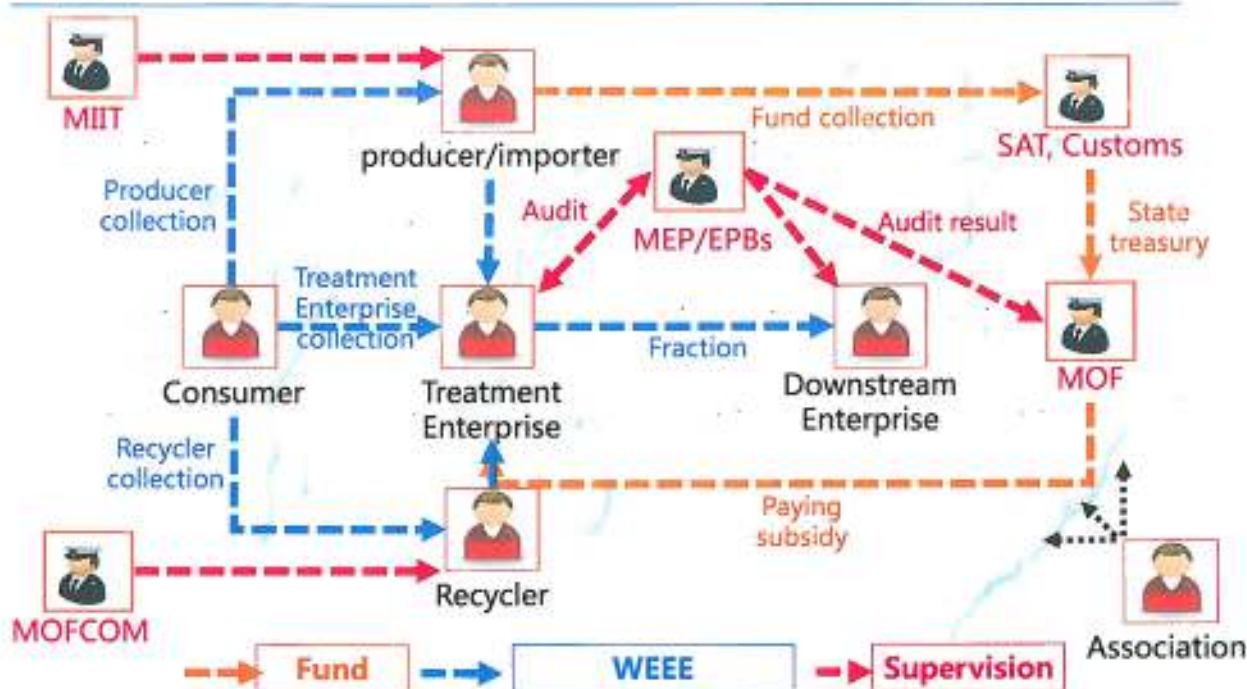 MIIT
Fund collection
SAT, Customs
producer/importer
Producer
collection
Audit
MEP/EPBs
Audit result
State
treasury
Treatment
Enterprise
collection
Fraction
Consumer
Treatment
Enterprise
Downstream
Enterprise
MOF
Recycler
collection
Paying
subsidy
Recycler
MOFCOM
Association
Fund
WEEE
Supervision